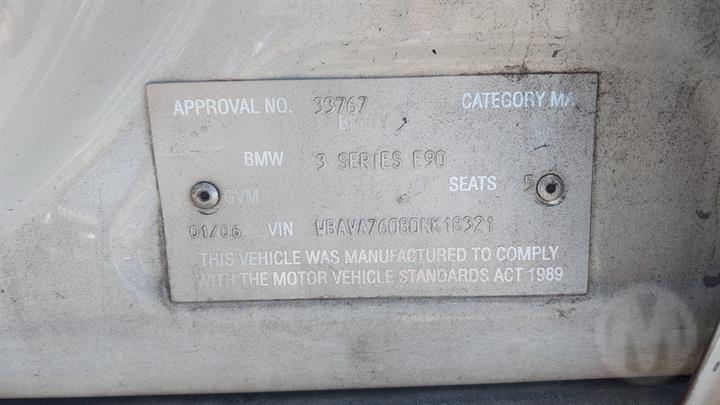 APPROVAL NO. 33767 CATEGORY MA
BMW 3 SERIES E90
SEATS 5
GVM
01/06 VIN WBAVA76080NK18321
THIS VEHICLE WAS MANUFACTURED TO COMPLY
WITH THE MOTOR VEHICLE STANDARDS ACT 1989
M